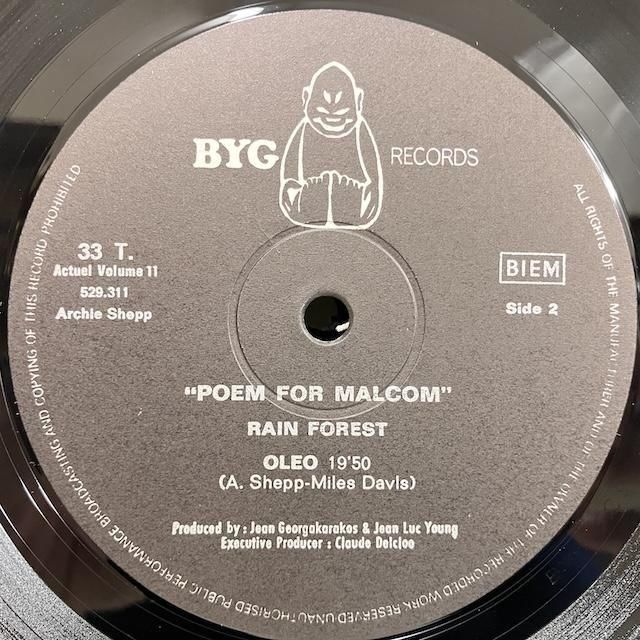 BYG RECORDS
33 T.
Actuel Volume 11
529.311
Archie Shepp
BIEM
Side 2
"POEM FOR MALCOM"
RAIN FOREST
OLEO 19'50
(A. Shepp-Miles Davis)
Produced by : Jean Georgakarakos & Jean Luc Young
Executive Producer : Claude Delcloo
ALL RIGHTS OF THE MANUFACTURER AND OF THE OWNER OF THE RECORDED WORK RESERVED UNAUTHORISED PUBLIC PERFORMANCE BROADCASTING AND COPYING OF THIS RECORD PROHIBITED